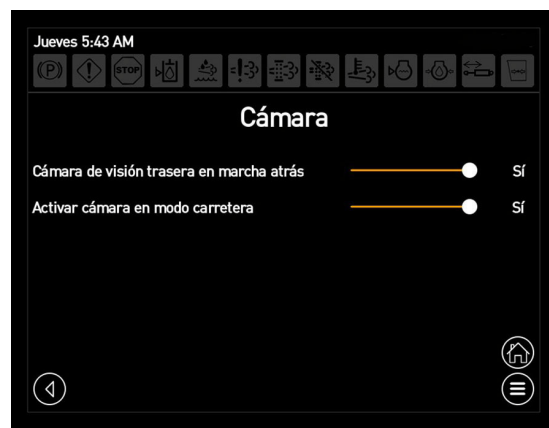 Jueves 5:43 AM
(P)
STOP
Cámara
Cámara de visión trasera en marcha atrás Sí
Activar cámara en modo carretera Sí